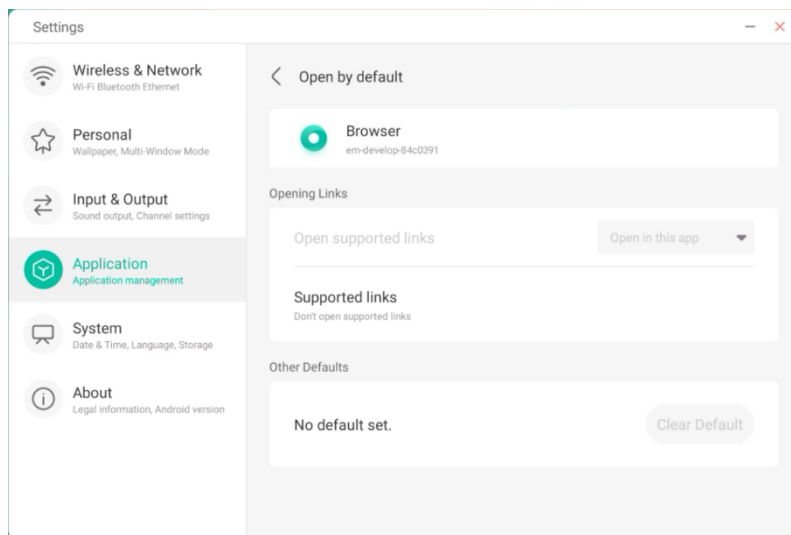 Settings
Wireless & Network
Wi-Fi Bluetooth Ethernet
Personal
Wallpaper, Multi-Window Mode
Input & Output
Sound output, Channel settings
Application
Application management
System
Date & Time, Language, Storage
About
Legal information, Android version
Open by default
Browser
em-develop-84c0391
Opening Links
Open supported links
Open in this app
Supported links
Don't open supported links
Other Defaults
No default set.
Clear Default